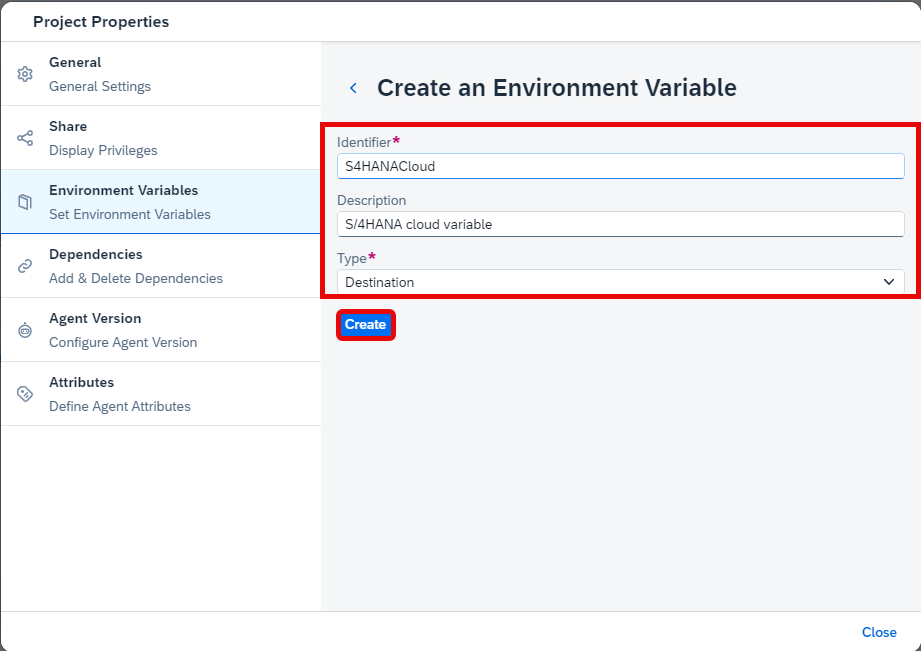 Project Properties
General
General Settings
Share
Display Privileges
Environment Variables
Set Environment Variables
Dependencies
Add & Delete Dependencies
Agent Version
Configure Agent Version
Attributes
Define Agent Attributes
Create an Environment Variable
Identifier*
S4HANACloud
Description
S/4HANA cloud variable
Type*
Destination
Create
Close